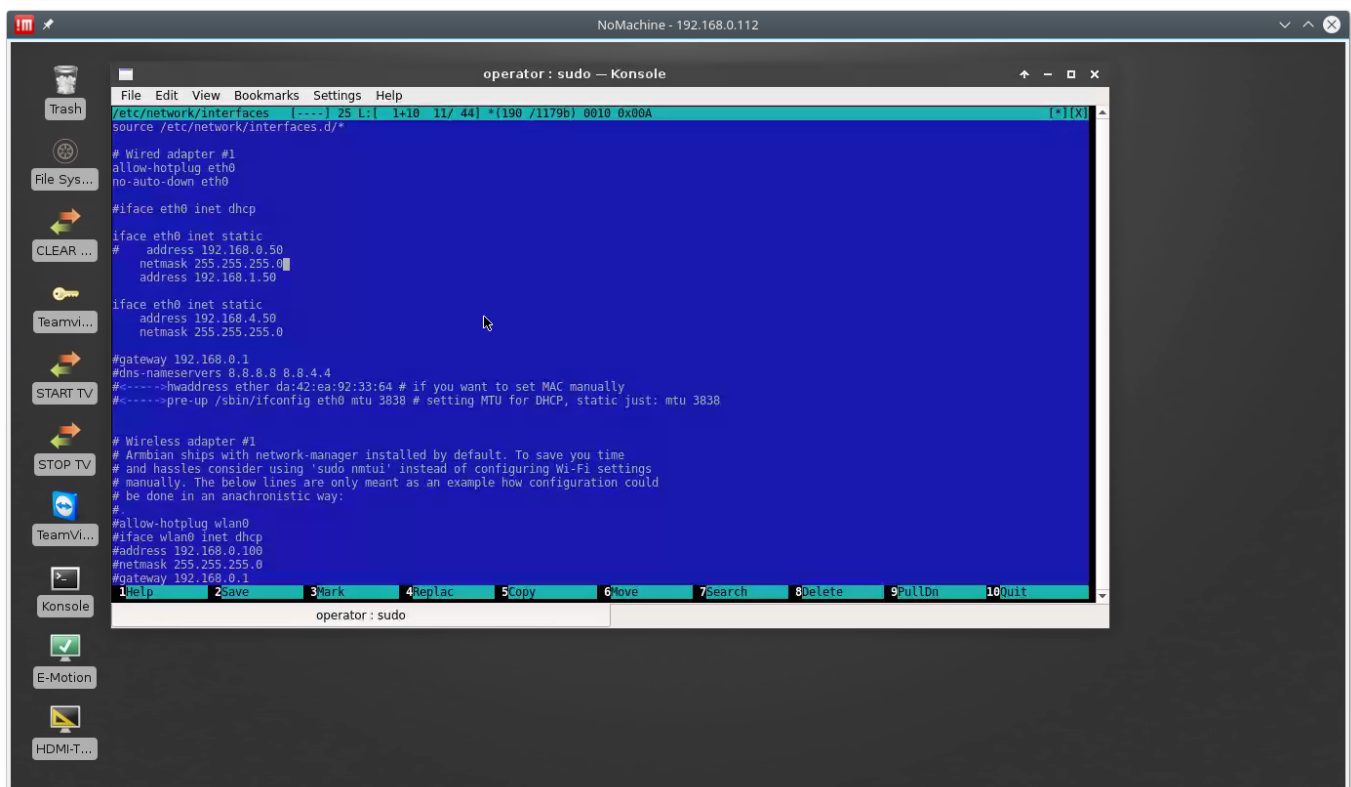 NoMachine - 192.168.0.112
operator : sudo — Konsole
File Edit View Bookmarks Settings Help
/etc/network/interfaces [----] 25 L:[ 1+10 11/ 44] *(190 /1179b) 0010 0x00A [*][X]
source /etc/network/interfaces.d/*
# Wired adapter #1
allow-hotplug eth0
no-auto-down eth0
#iface eth0 inet dhcp
iface eth0 inet static
#    address 192.168.0.50
    netmask 255.255.255.0
    address 192.168.1.50
iface eth0 inet static
    address 192.168.4.50
    netmask 255.255.255.0
#gateway 192.168.0.1
#dns-nameservers 8.8.8.8 8.8.4.4
#<----->hwaddress ether da:42:ea:92:33:64 # if you want to set MAC manually
#<----->pre-up /sbin/ifconfig eth0 mtu 3838 # setting MTU for DHCP, static just: mtu 3838
# Wireless adapter #1
# Armbian ships with network-manager installed by default. To save you time
# and hassles consider using 'sudo nmtui' instead of configuring Wi-Fi settings
# manually. The below lines are only meant as an example how configuration could
# be done in an anachronistic way:
#.
#allow-hotplug wlan0
#iface wlan0 inet dhcp
#address 192.168.0.100
#netmask 255.255.255.0
#gateway 192.168.0.1
1Help 2Save 3Mark 4Replac 5Copy 6Move 7Search 8Delete 9PullDn 10Quit
operator : sudo
Trash
File Sys...
CLEAR ...
Teamvi...
START TV
STOP TV
TeamVi...
Konsole
E-Motion
HDMI-T...